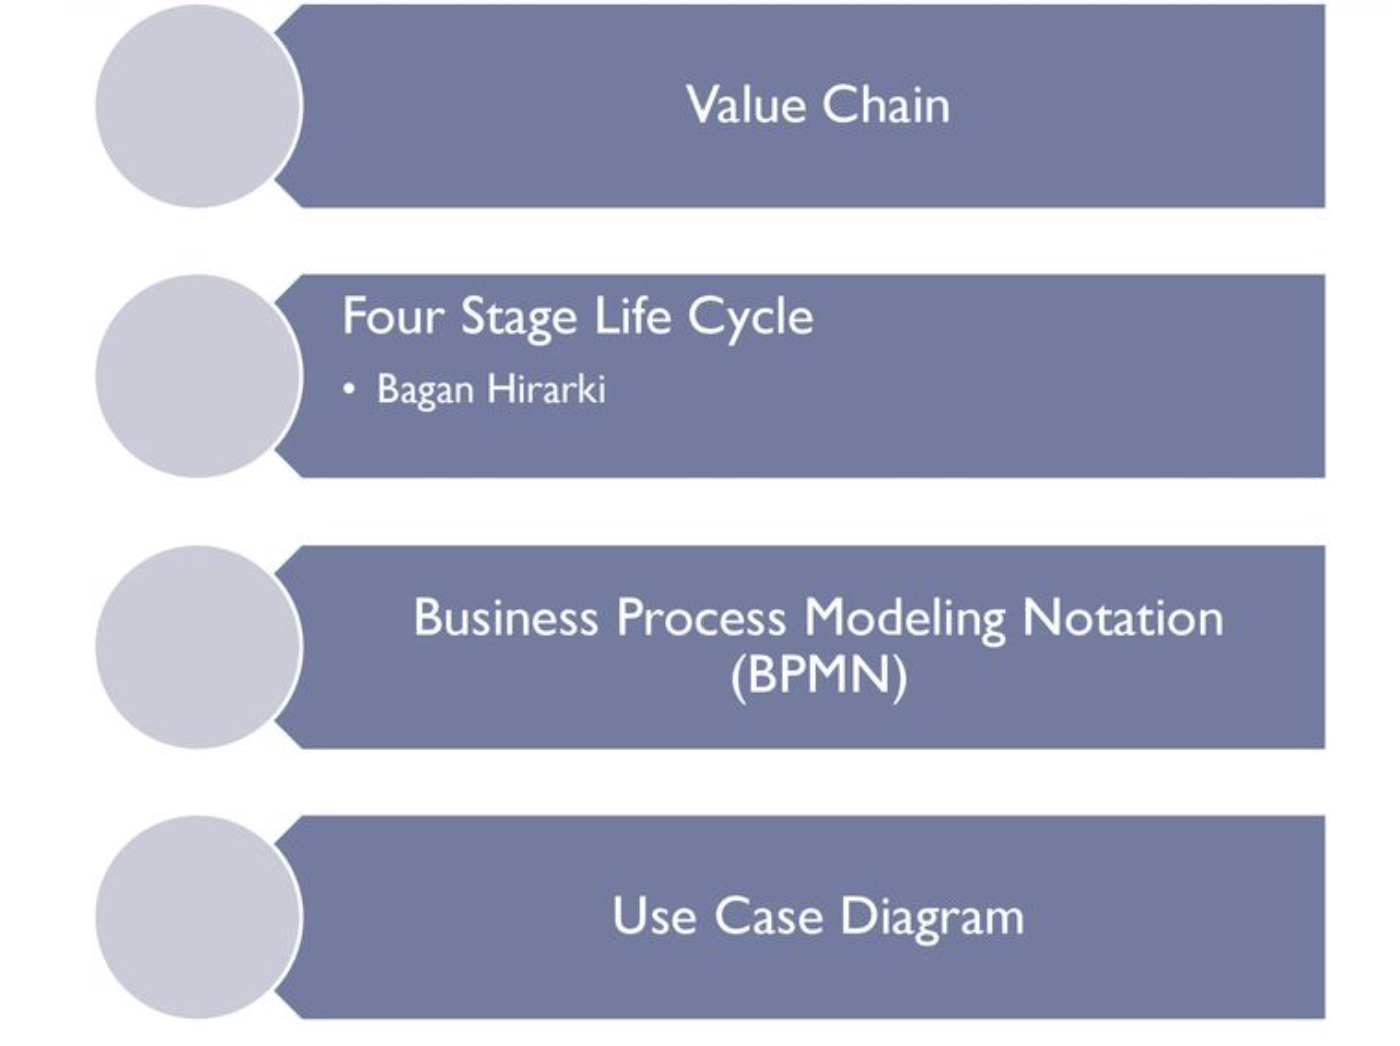 Value Chain
Four Stage Life Cycle
• Bagan Hirarki
Business Process Modeling Notation
(BPMN)
Use Case Diagram